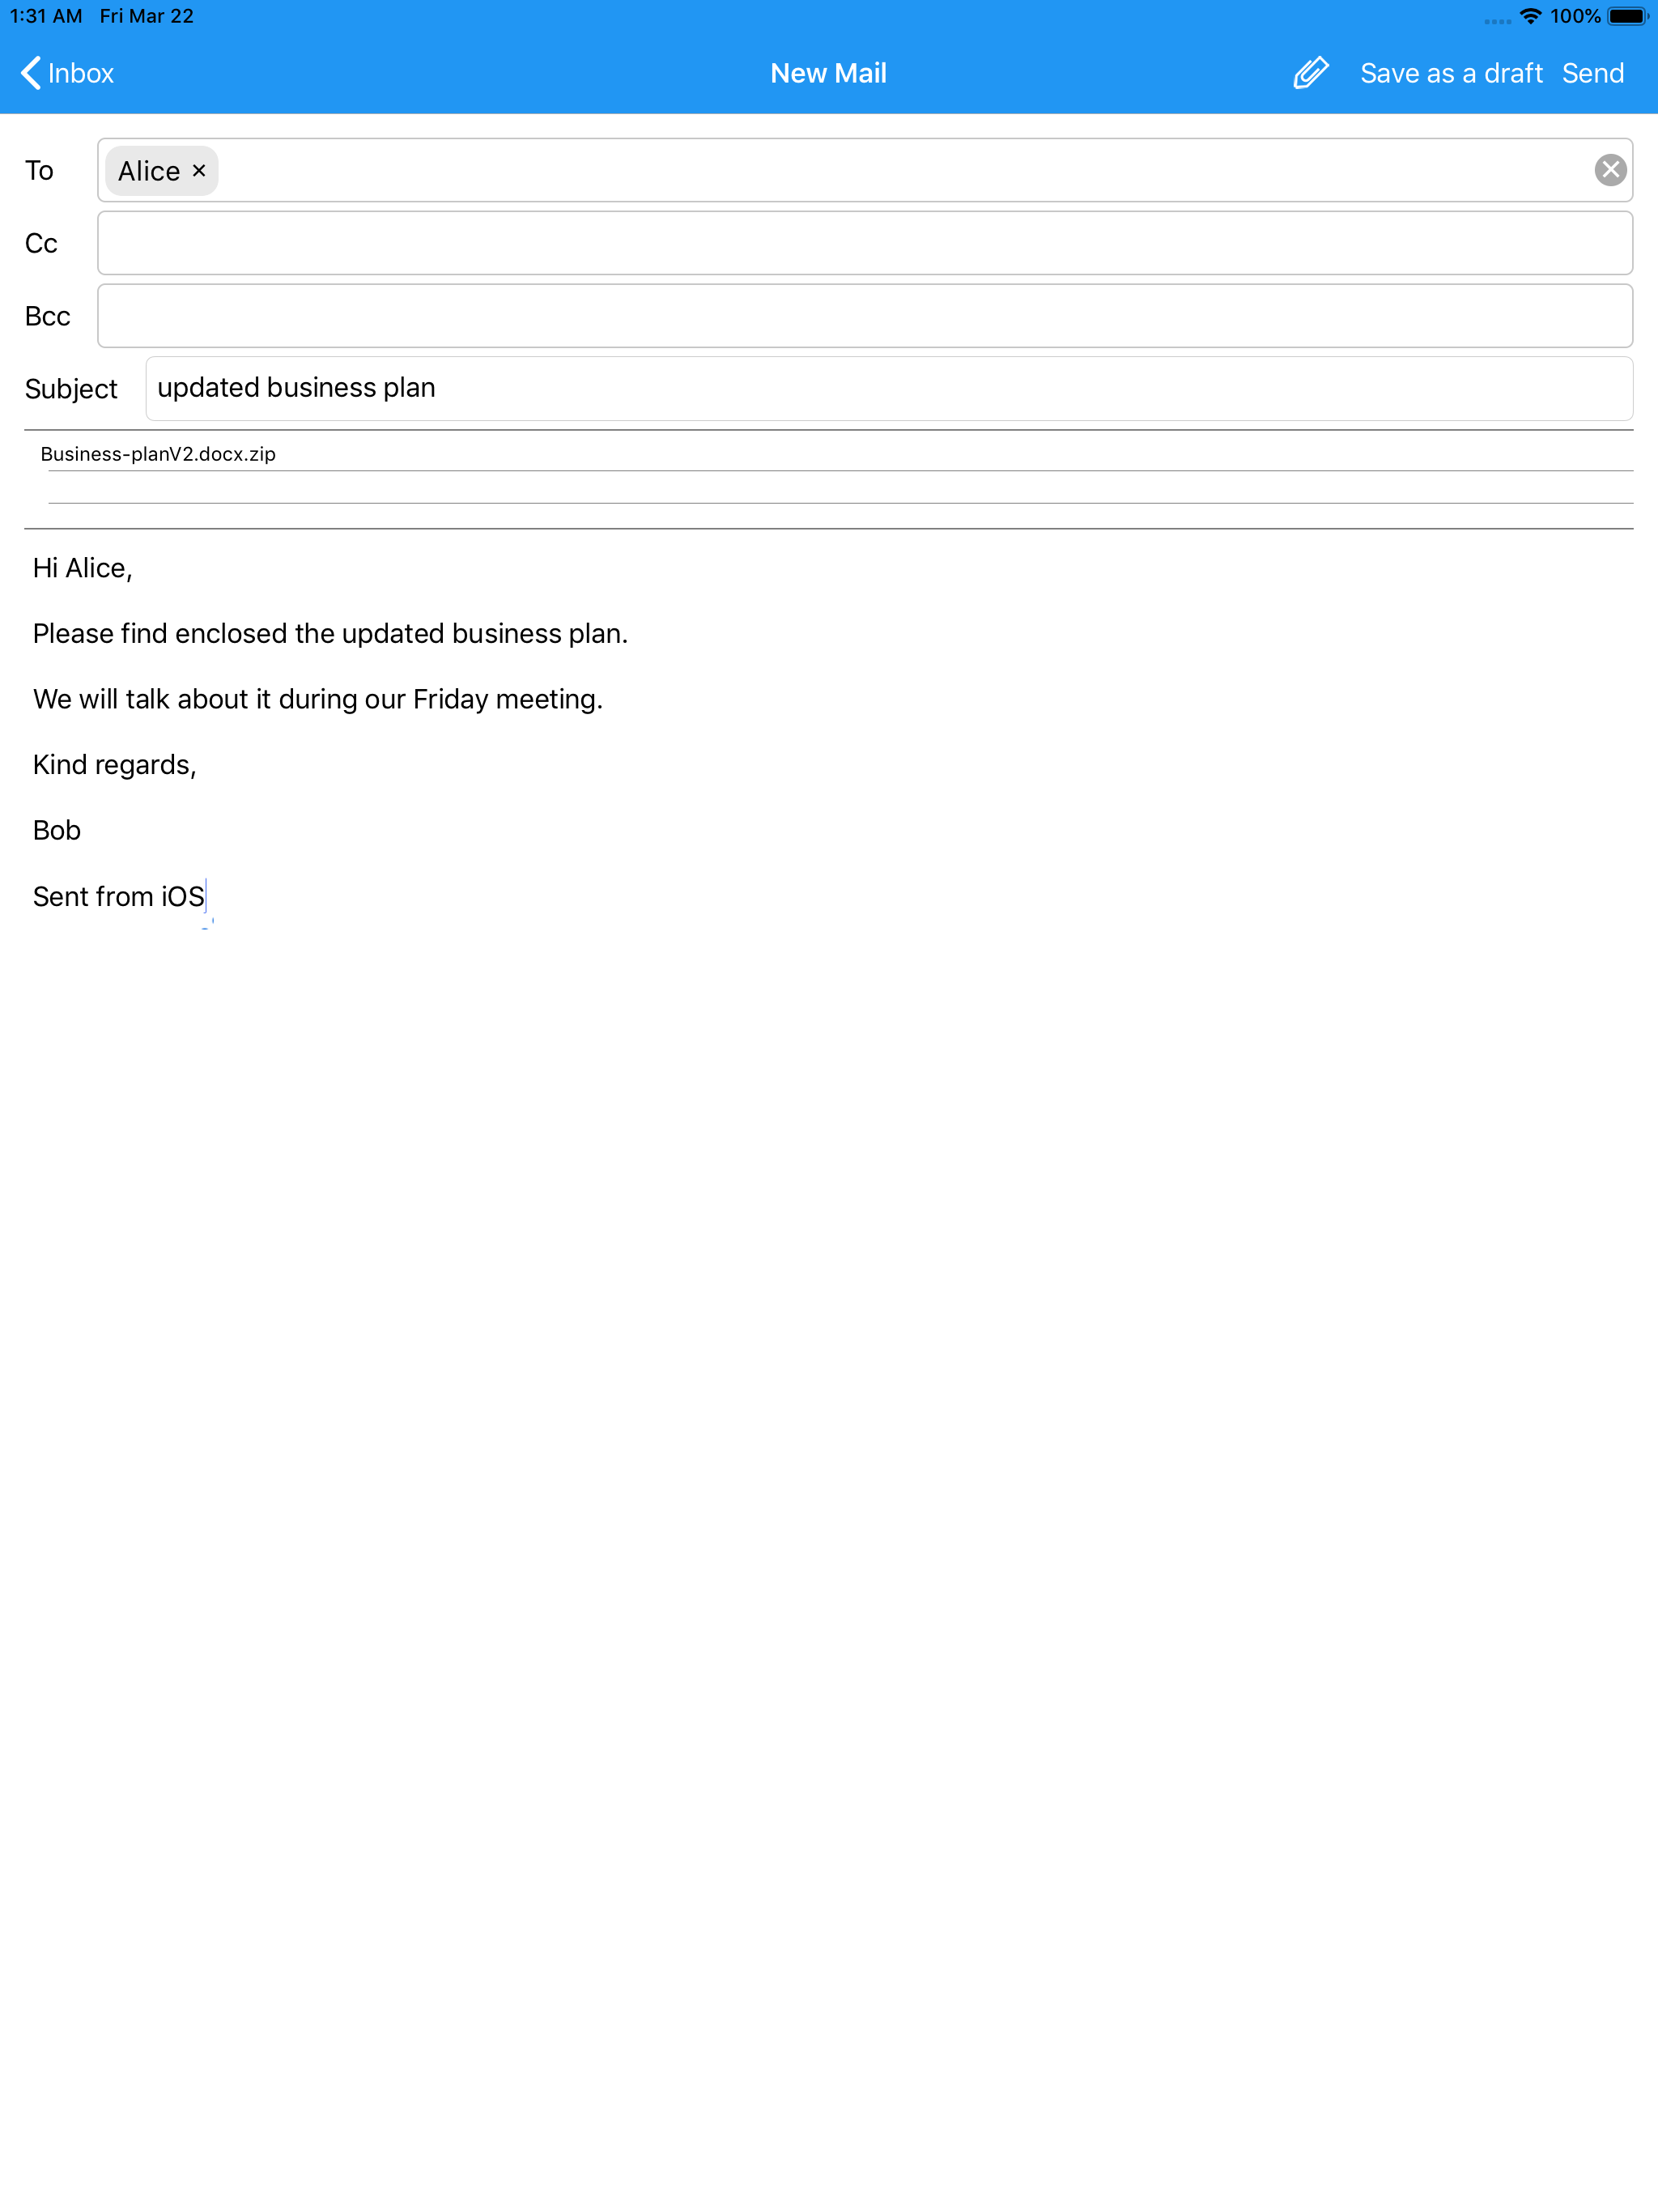 1:31 AM Fri Mar 22 100%
Inbox New Mail Save as a draft Send
To Alice ×
Cc
Bcc
Subject updated business plan
Business-planV2.docx.zip
Hi Alice,
Please find enclosed the updated business plan.
We will talk about it during our Friday meeting.
Kind regards,
Bob
Sent from iOS